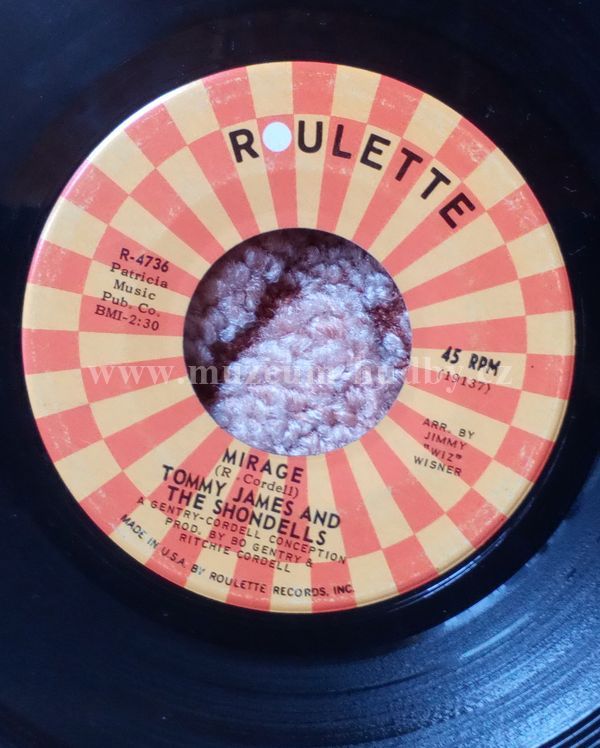 ROULETTE
R-4736
Patricia
Music
Pub. Co.
BMI-2:30
45 RPM
(19137)
ARR. BY
JIMMY
"WIZ"
WISNER
www.muzeum-hudby.cz
MIRAGE
(R. Cordell)
TOMMY JAMES AND
THE SHONDELLS
A GENTRY-CORDELL CONCEPTION
PROD. BY BO GENTRY &
RITCHIE CORDELL
MADE IN U.S.A. BY ROULETTE RECORDS, INC.